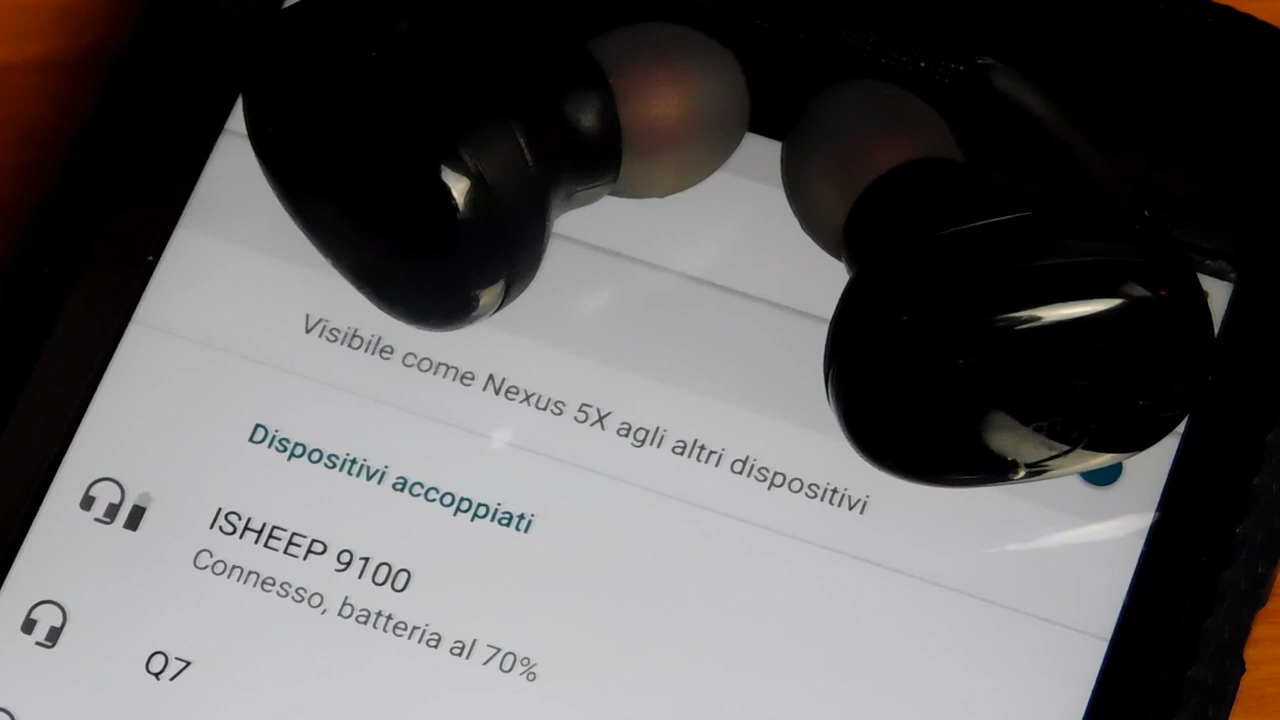 Visibile come Nexus 5X agli altri dispositivi
Dispositivi accoppiati
ISHEEP 9100
Connesso, batteria al 70%
Q7